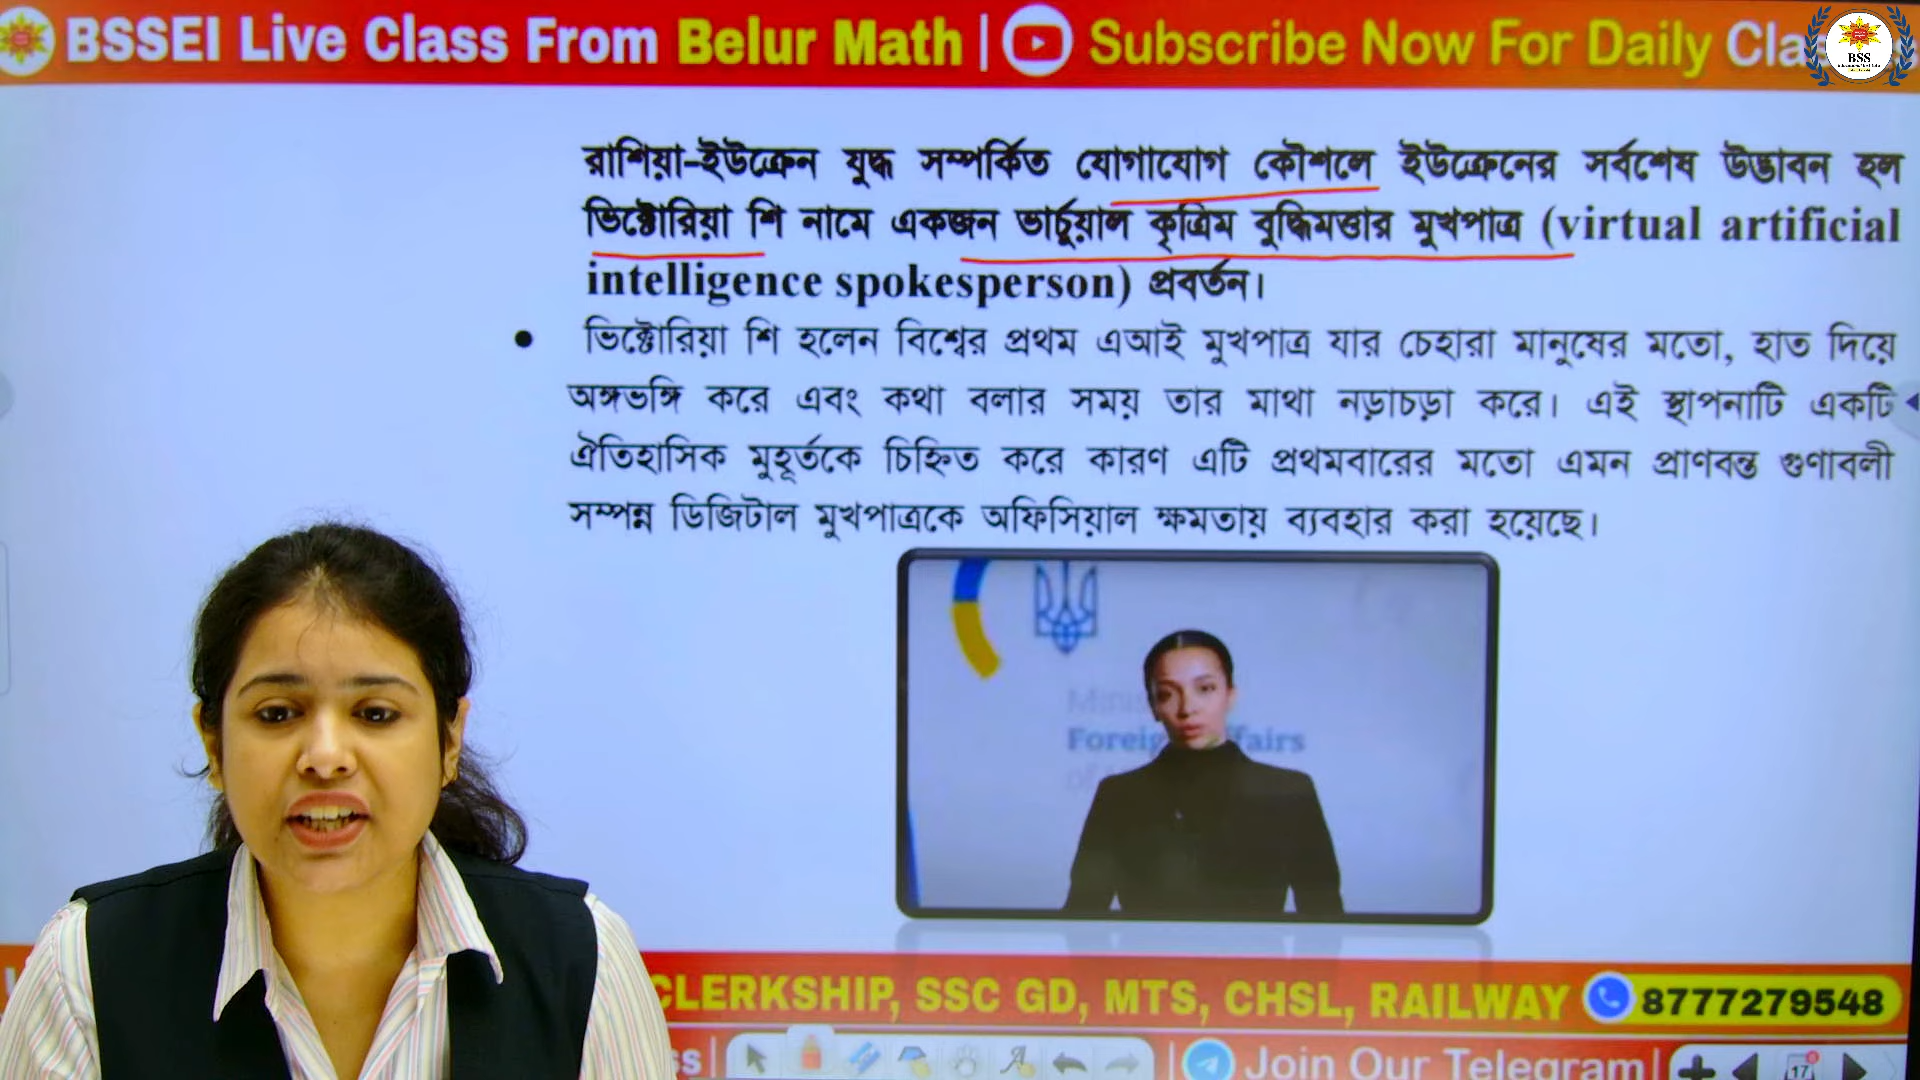 BSSEI Live Class From Belur Math | Subscribe Now For Daily Cla
BSS
রাশিয়া-ইউক্রেন যুদ্ধ সম্পর্কিত যোগাযোগ কৌশলে ইউক্রেনের সর্বশেষ উদ্ভাবন হল
ভিক্টোরিয়া শি নামে একজন ভার্চুয়াল কৃত্রিম বুদ্ধিমত্তার মুখপাত্র (virtual artificial
intelligence spokesperson) প্রবর্তন।
• ভিক্টোরিয়া শি হলেন বিশ্বের প্রথম এআই মুখপাত্র যার চেহারা মানুষের মতো, হাত দিয়ে
অঙ্গভঙ্গি করে এবং কথা বলার সময় তার মাথা নড়াচড়া করে। এই স্থাপনাটি একটি
ঐতিহাসিক মুহূর্তকে চিহ্নিত করে কারণ এটি প্রথমবারের মতো এমন প্রাণবন্ত গুণাবলী
সম্পন্ন ডিজিটাল মুখপাত্রকে অফিসিয়াল ক্ষমতায় ব্যবহার করা হয়েছে।
CLERKSHIP, SSC GD, MTS, CHSL, RAILWAY 8777279548
ss | Join Our Telegram | 17